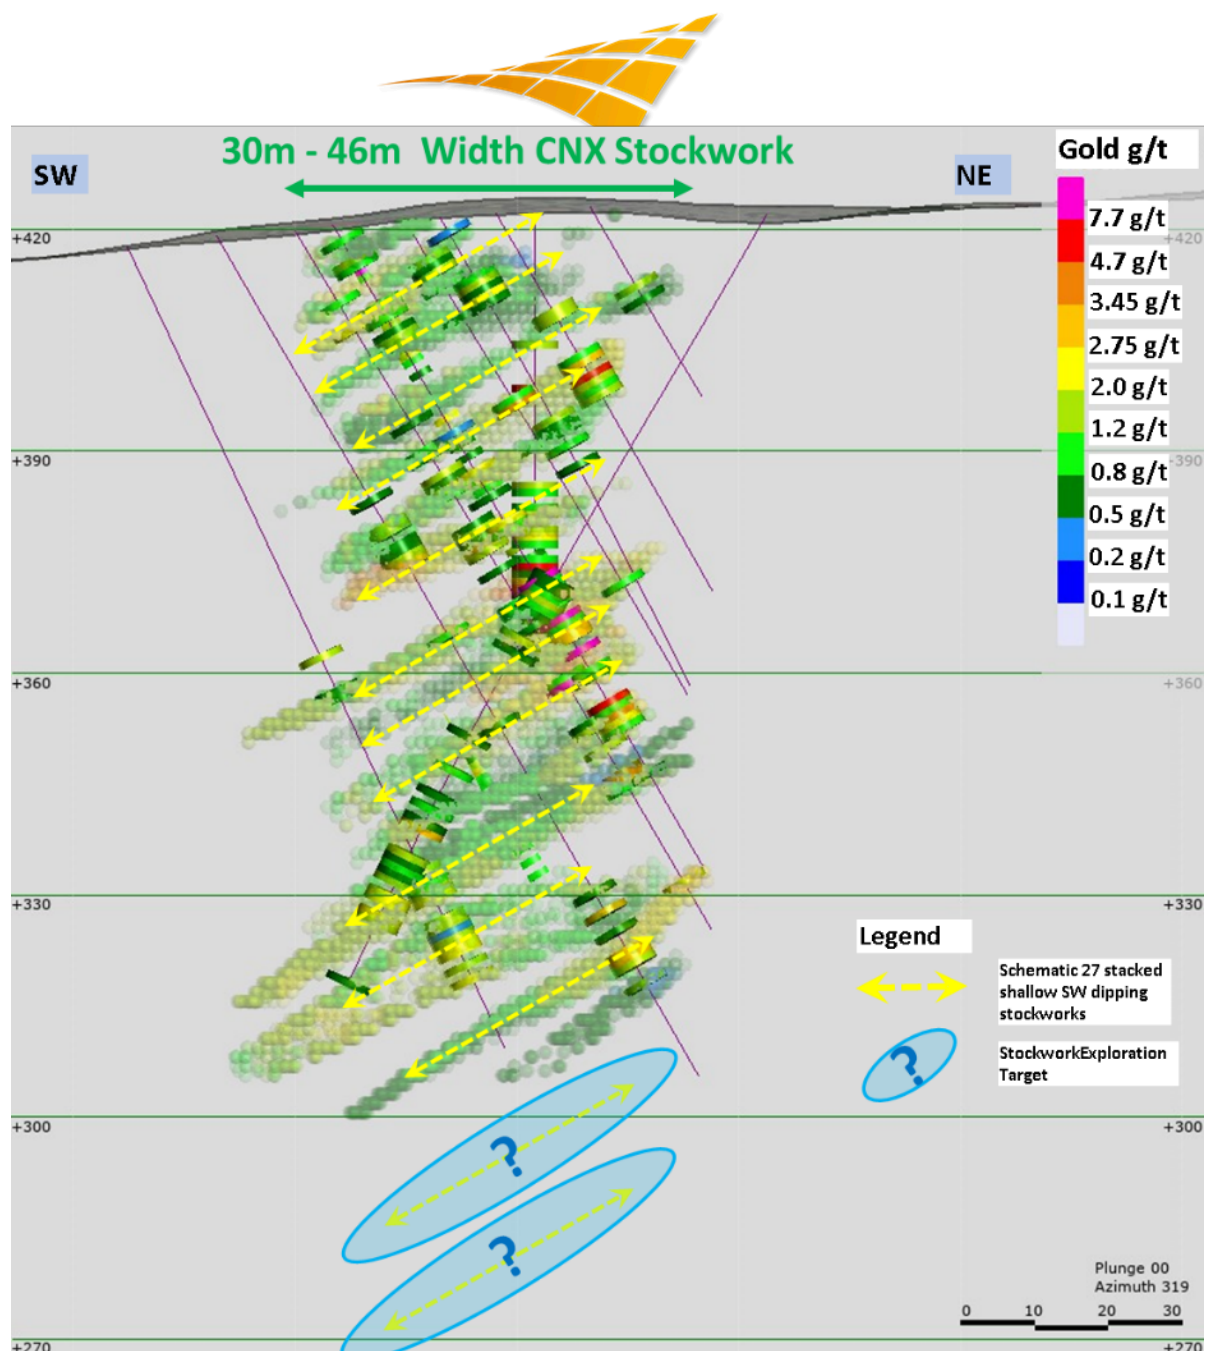 30m - 46m Width CNX Stockwork
SW
NE
Gold g/t
7.7 g/t
4.7 g/t
3.45 g/t
2.75 g/t
2.0 g/t
1.2 g/t
0.8 g/t
0.5 g/t
0.2 g/t
0.1 g/t
+420
+420
+390
-390
+360
+360
+330
+330
Legend
Schematic 27 stacked
shallow SW dipping
stockworks
?
StockworkExploration
Target
+300
+300
?
?
Plunge 00
Azimuth 319
0 10 20 30
+270
+270